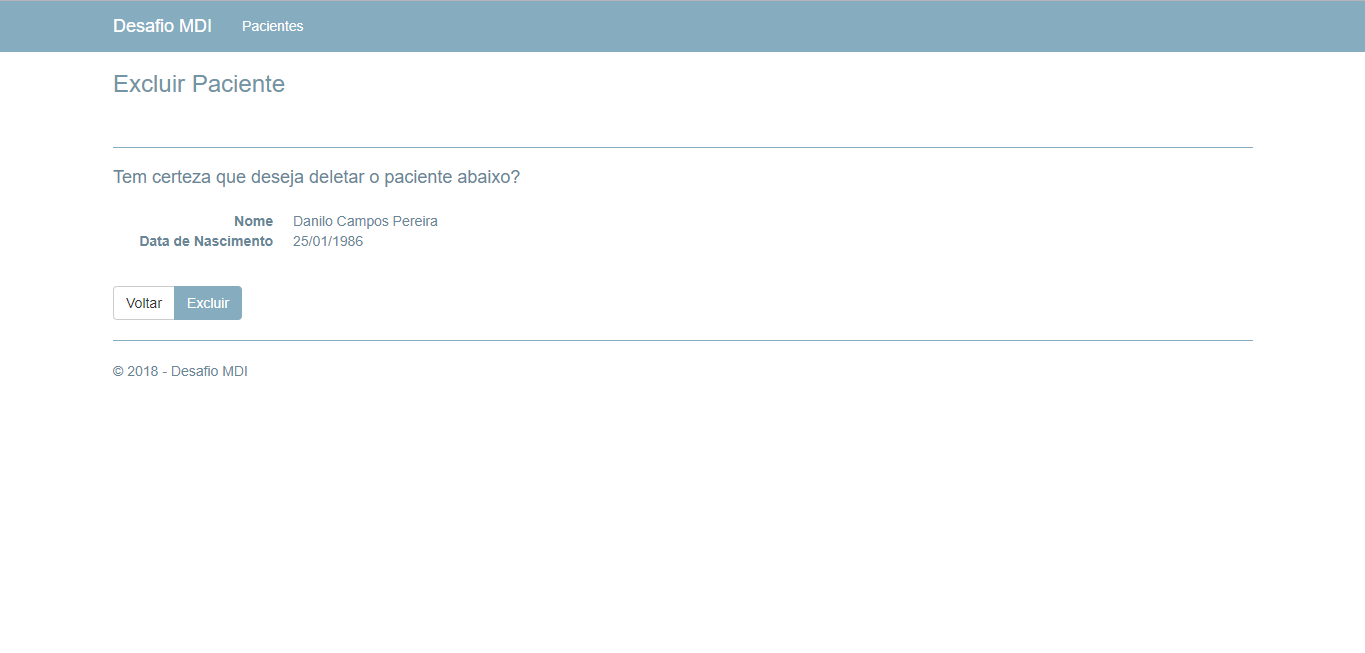 Desafio MDI Pacientes
Excluir Paciente
Tem certeza que deseja deletar o paciente abaixo?
Nome Danilo Campos Pereira
Data de Nascimento 25/01/1986
Voltar Excluir
© 2018 - Desafio MDI